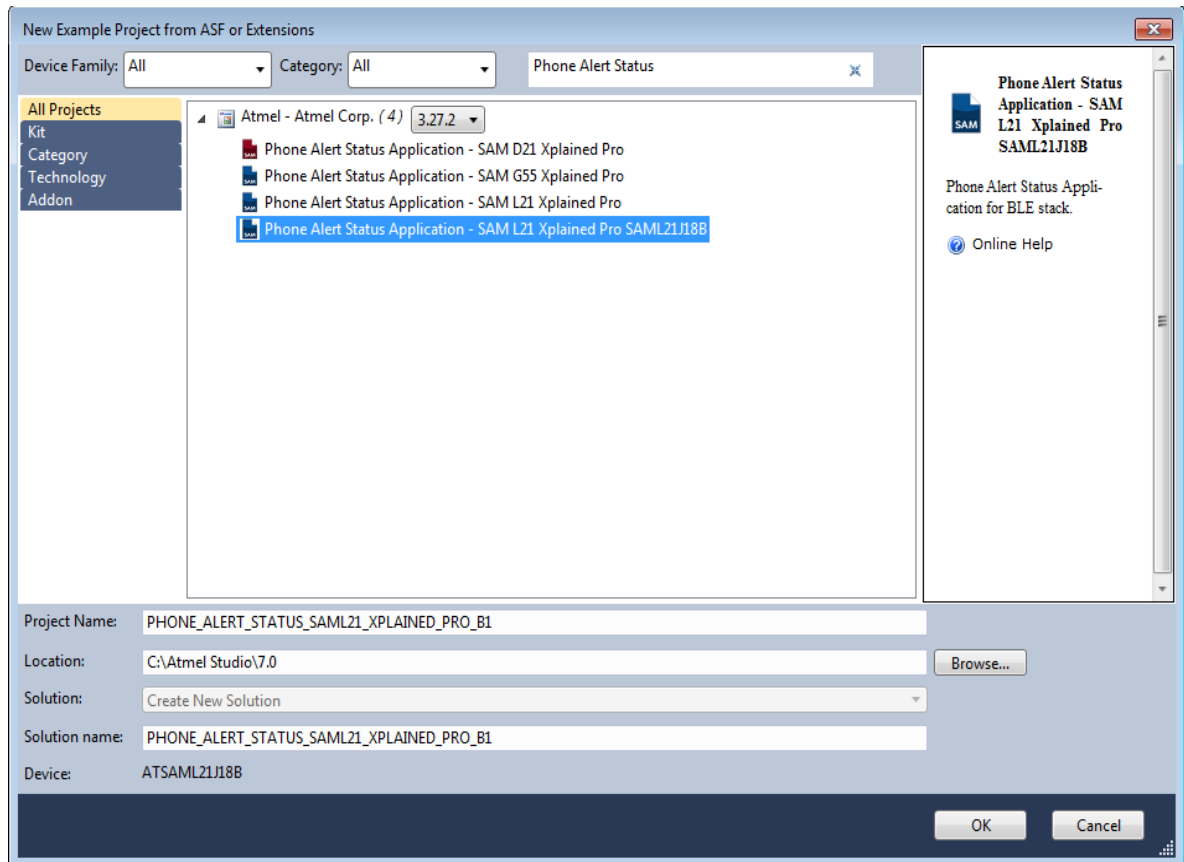 New Example Project from ASF or Extensions
Device Family: All Category: All Phone Alert Status
All Projects
Kit
Category
Technology
Addon
Atmel - Atmel Corp. (4) 3.27.2
Phone Alert Status Application - SAM D21 Xplained Pro
Phone Alert Status Application - SAM G55 Xplained Pro
Phone Alert Status Application - SAM L21 Xplained Pro
Phone Alert Status Application - SAM L21 Xplained Pro SAML21J18B
SAM
Phone Alert Status
Application - SAM
L21 Xplained Pro
SAML21J18B
Phone Alert Status Appli-
cation for BLE stack.
Online Help
Project Name: PHONE_ALERT_STATUS_SAML21_XPLAINED_PRO_B1
Location: C:\Atmel Studio\7.0 Browse...
Solution: Create New Solution
Solution name: PHONE_ALERT_STATUS_SAML21_XPLAINED_PRO_B1
Device: ATSAML21J18B
OK Cancel